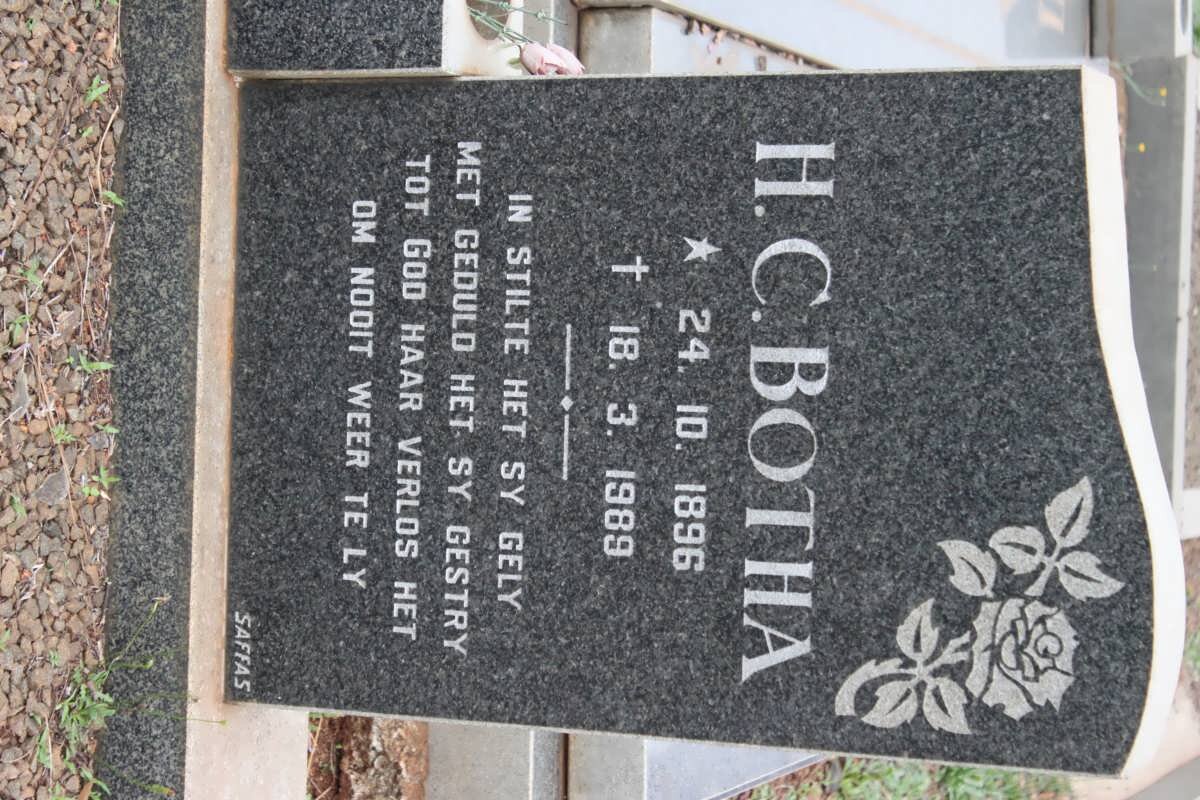 H. C. BOTHA
★ 24. 10. 1896
† 18. 3. 1989
IN STILTE HET SY GELY
MET GEDULD HET SY GESTRY
TOT GOD HAAR VERLOS HET
OM NOOIT WEER TE LY
SAFFAS